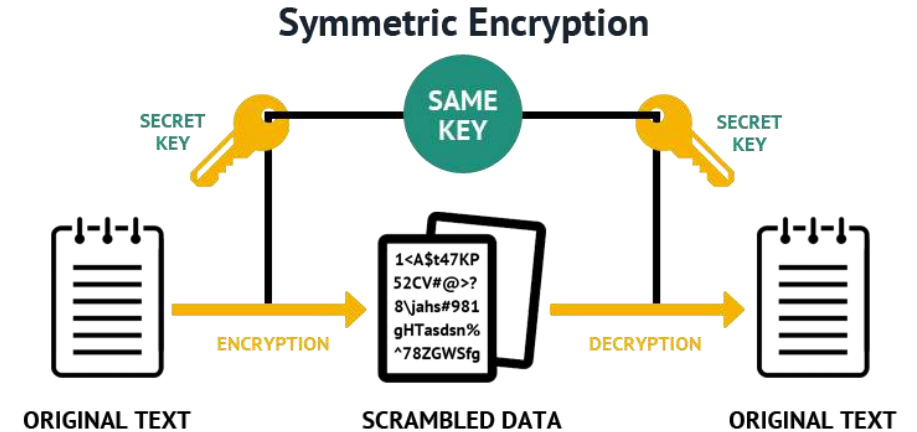 Symmetric Encryption
SAME
KEY
SECRET
KEY
SECRET
KEY
1<A$t47KP
52CV#@>?
8\jahs#981
gHTasdsn%
^78ZGWSfg
ENCRYPTION
DECRYPTION
ORIGINAL TEXT
SCRAMBLED DATA
ORIGINAL TEXT